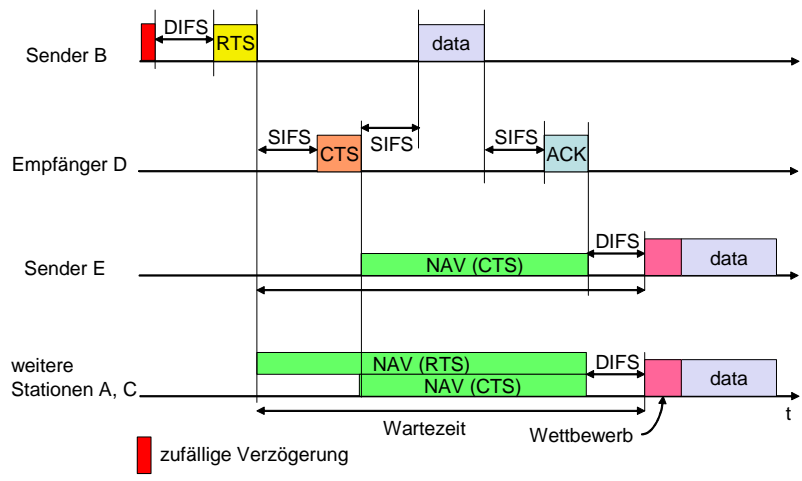 DIFS
Sender B
RTS
data
SIFS
SIFS
SIFS
Empfänger D
CTS
ACK
DIFS
Sender E
NAV (CTS)
data
weitere
Stationen A, C
NAV (RTS)
DIFS
NAV (CTS)
data
t
Wartezeit
Wettbewerb
zufällige Verzögerung